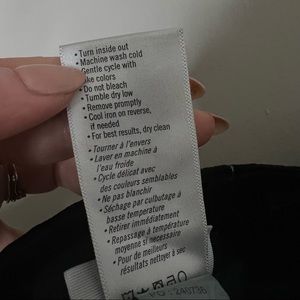 • Turn inside out
• Machine wash cold
• Gentle cycle with
like colors
• Do not bleach
• Tumble dry low
• Remove promptly
• Cool iron on reverse,
if needed
• For best results, dry clean
• Tourner à l'envers
• Laver en machine à
l'eau froide
• Cycle délicat avec
des couleurs semblables
• Ne pas blanchir
• Séchage par culbutage à
basse température
• Retirer immédiatement
• Repassage à température
moyenne si necessaire
• Pour de meilleurs
résultats nettoyer à sec